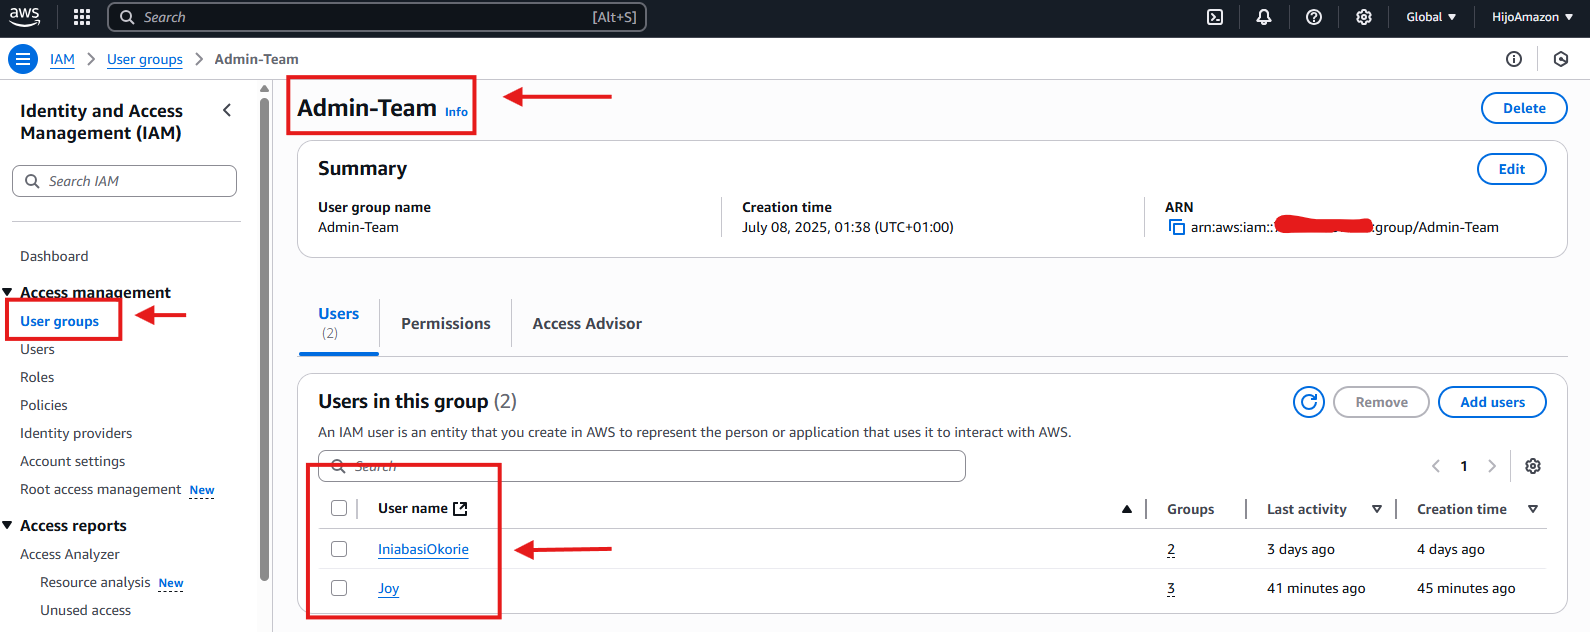 aws
Search [Alt+S]
Global
HijoAmazon
IAM
User groups
Admin-Team
Identity and Access
Management (IAM)
Search IAM
Dashboard
Access management
User groups
Users
Roles
Policies
Identity providers
Account settings
Root access management New
Access reports
Access Analyzer
Resource analysis New
Unused access
Admin-Team Info
Delete
Summary
Edit
User group name
Admin-Team
Creation time
July 08, 2025, 01:38 (UTC+01:00)
ARN
arn:aws:iam:: :group/Admin-Team
Users
(2)
Permissions
Access Advisor
Users in this group (2)
Remove
Add users
An IAM user is an entity that you create in AWS to represent the person or application that uses it to interact with AWS.
Search
1
User name Groups Last activity Creation time
IniabasiOkorie 2 3 days ago 4 days ago
Joy 3 41 minutes ago 45 minutes ago